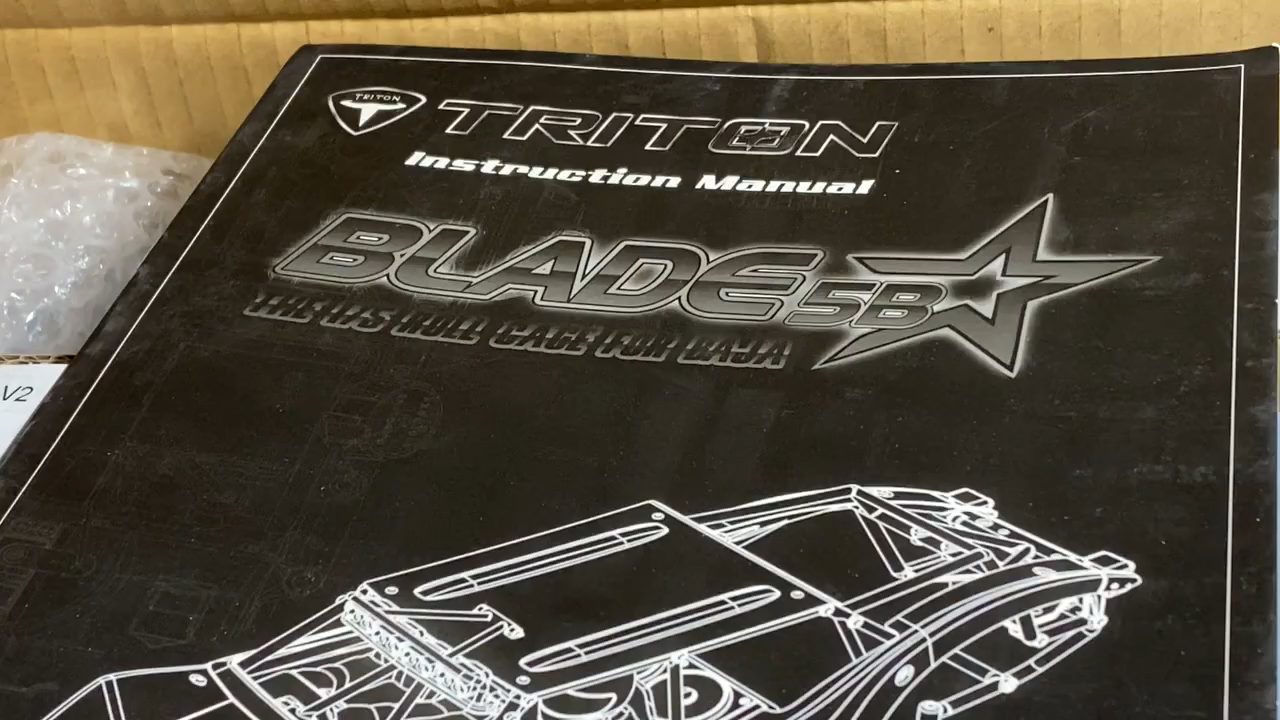 TRITON
TRITON
Instruction Manual
BLADE 5B
THE 1/5 ROLL CAGE FOR BAJA
V2